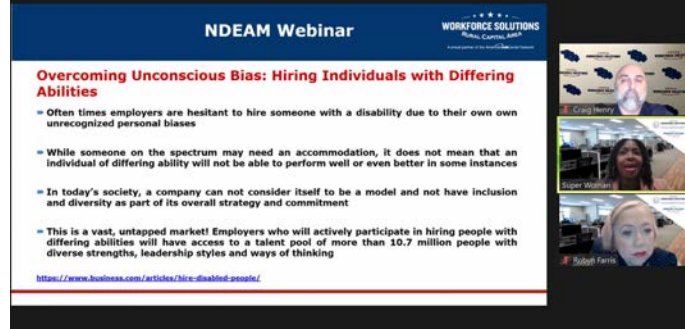 NDEAM Webinar
WORKFORCE SOLUTIONS
RURAL CAPITAL AREA
Overcoming Unconscious Bias: Hiring Individuals with Differing
Abilities
Often times employers are hesitant to hire someone with a disability due to their own own
unrecognized personal biases
While someone on the spectrum may need an accommodation, it does not mean that an
individual of differing ability will not be able to perform well or even better in some instances
In today's society, a company can not consider itself to be a model and not have inclusion
and diversity as part of its overall strategy and commitment
This is a vast, untapped market! Employers who will actively participate in hiring people with
differing abilities will have access to a talent pool of more than 10.7 million people with
diverse strengths, leadership styles and ways of thinking
https://www.business.com/articles/hire-disabled-people/
Craig Henry
Super Woman
Robyn Farris